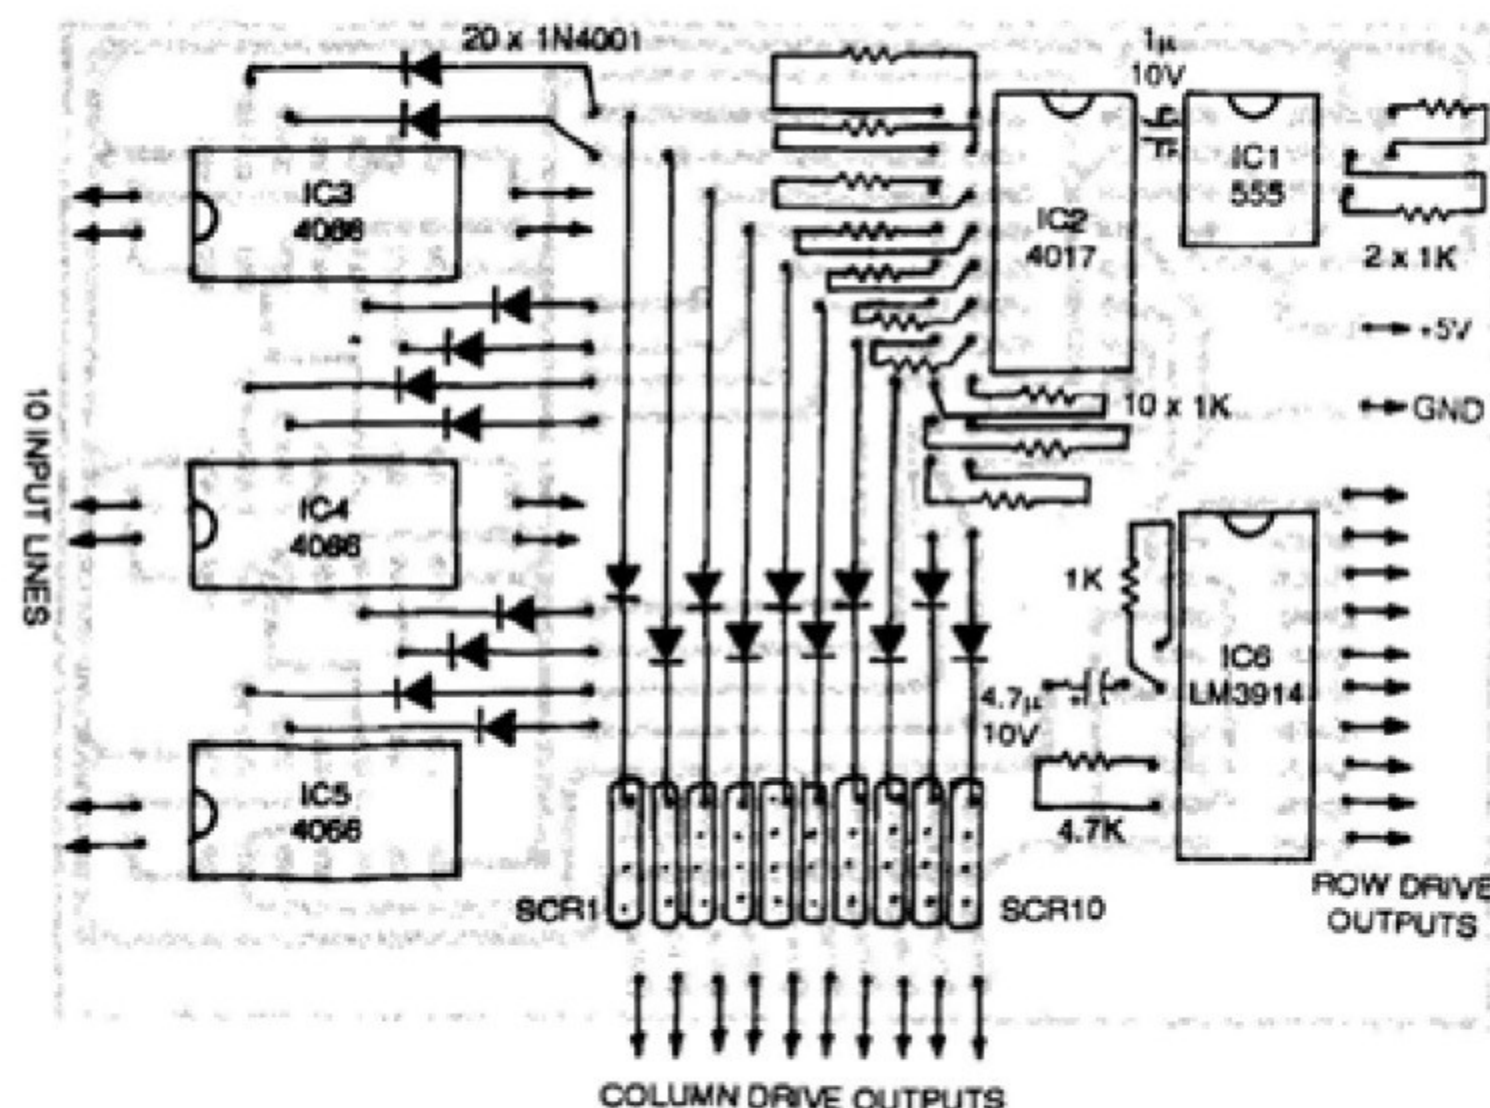 20 x 1N4001
1µ
10V
IC3
4066
IC2
4017
IC1
555
2 x 1K
+5V
10 x 1K
GND
10 INPUT LINES
IC4
4066
1K
IC6
LM3914
4.7µ
10V
IC5
4066
4.7K
SCR1
SCR10
ROW DRIVE
OUTPUTS
COLUMN DRIVE OUTPUTS